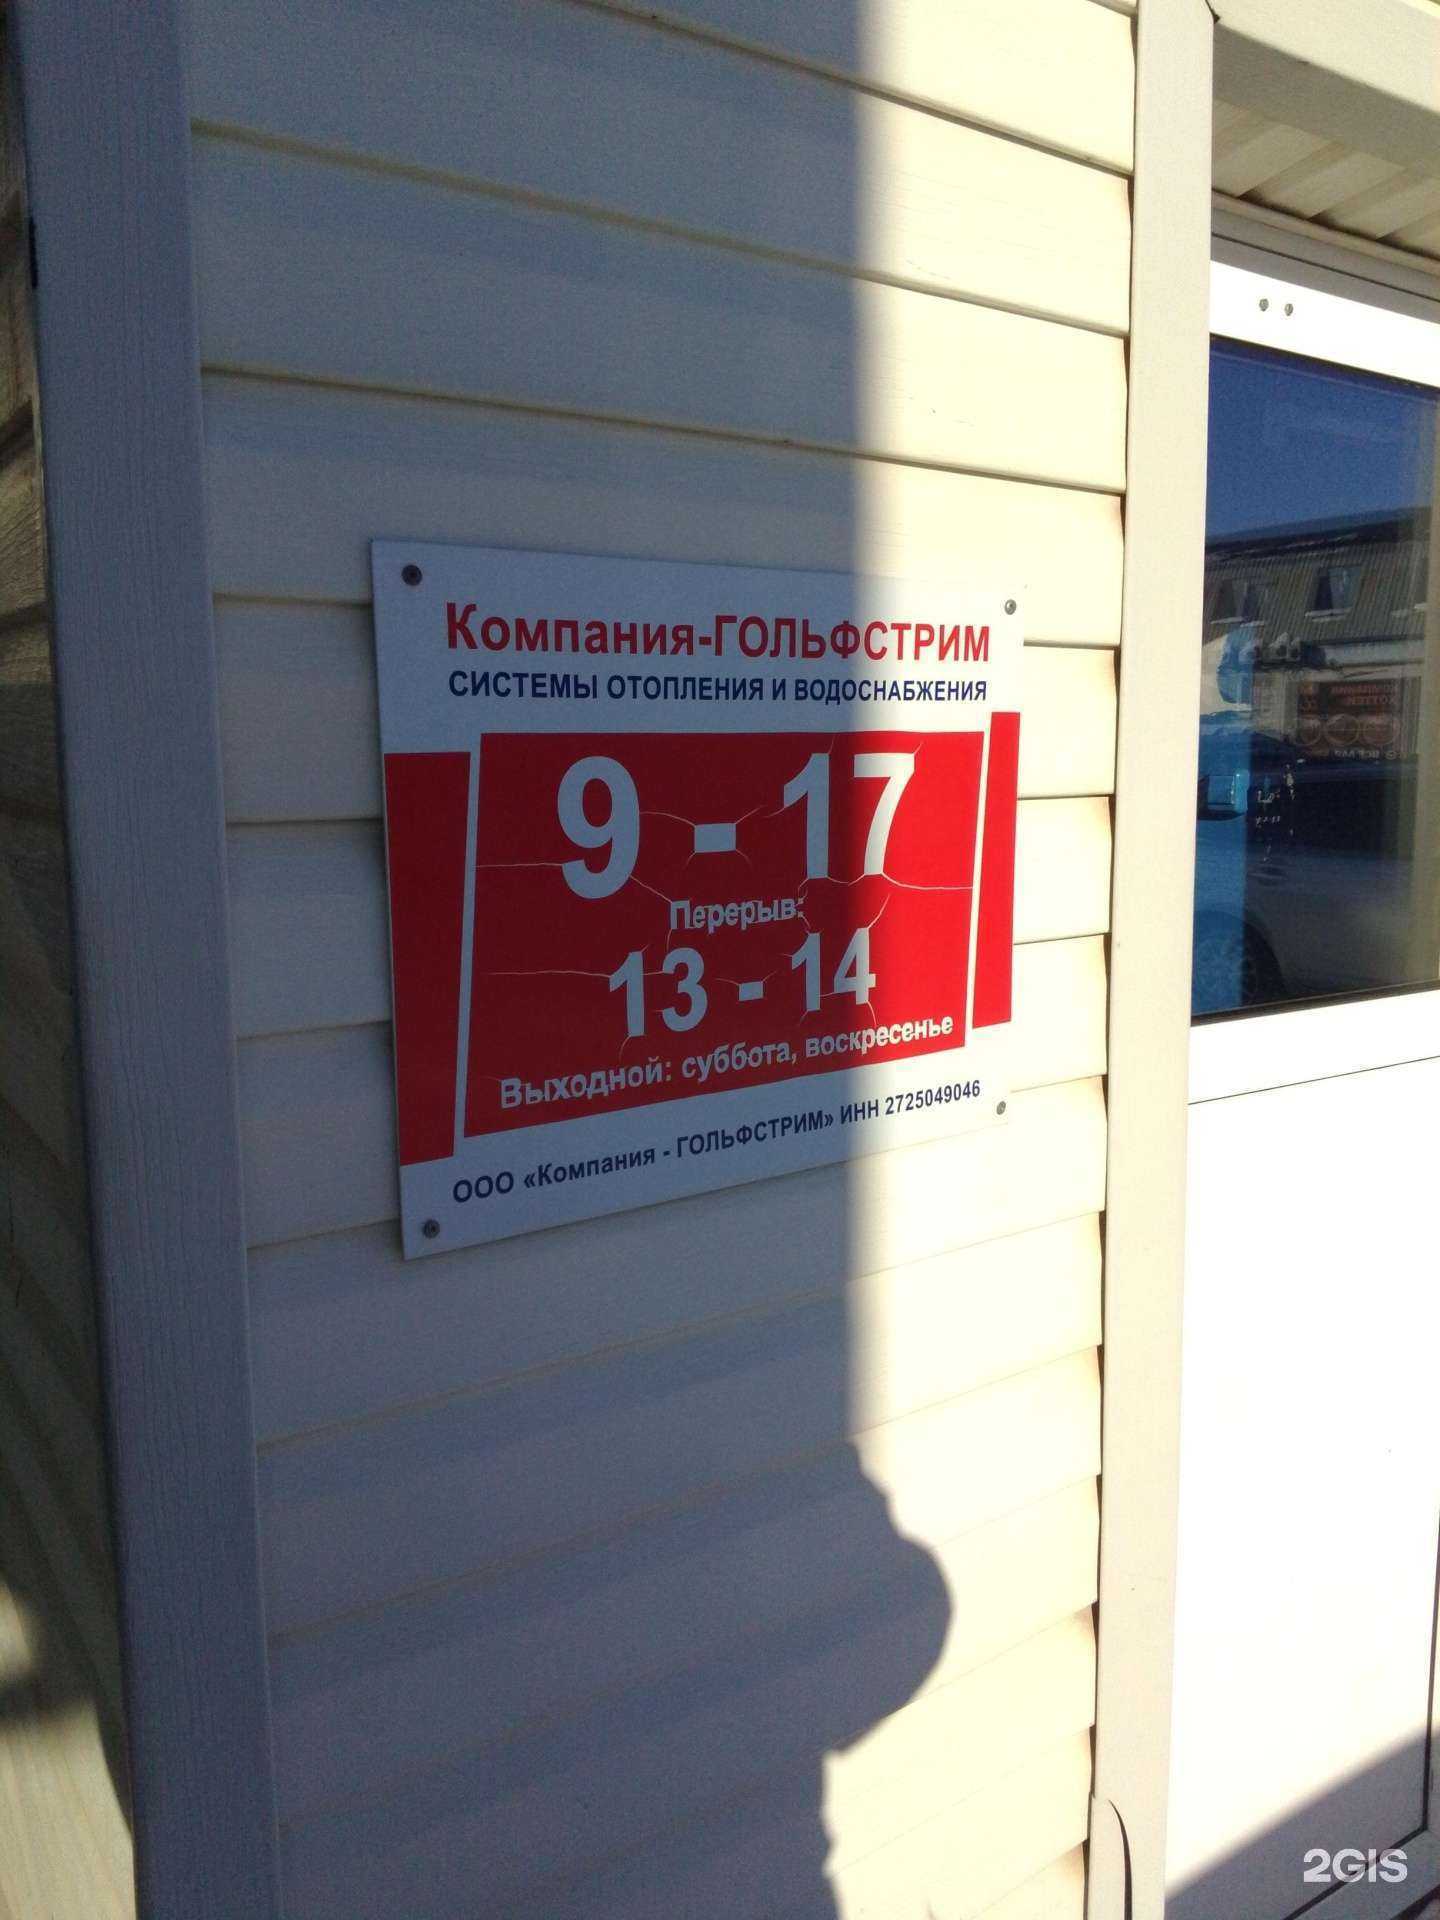 Компания-ГОЛЬФСТРИМ
СИСТЕМЫ ОТОПЛЕНИЯ И ВОДОСНАБЖЕНИЯ
9 - 17
Перерыв:
13 - 14
Выходной: суббота, воскресенье
ООО «Компания - ГОЛЬФСТРИМ» ИНН 2725049046
2GIS